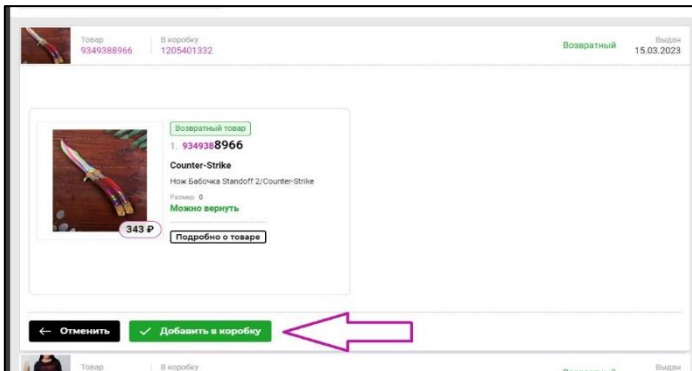 Товар В коробку Выдан
9349388966 1205401332 Возвратный 15.03.2023
Возвратный товар
1. 9349388966
Counter-Strike
Нож Бабочка Standoff 2/Counter-Strike
Размер 0
Можно вернуть
343 ₽
Подробно о товаре
← Отменить ✓ Добавить в коробку
Товар В коробку Возвратный Выдан